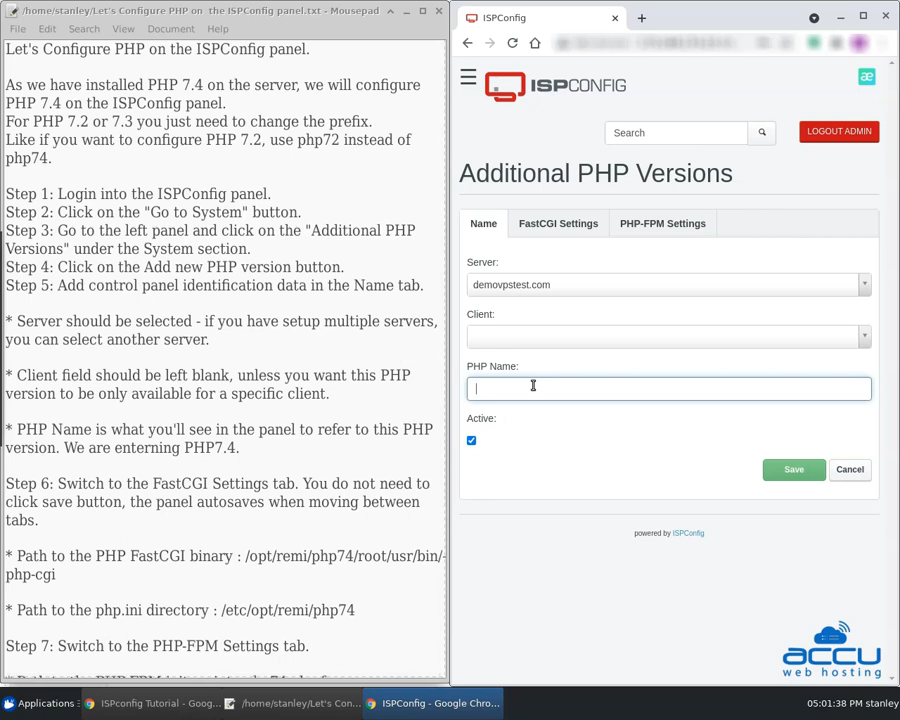 /home/stanley/Let's Configure PHP on  the ISPConfig panel.txt - Mousepad
File Edit Search View Document Help
Let's Configure PHP on the ISPConfig panel.
As we have installed PHP 7.4 on the server, we will configure
PHP 7.4 on the ISPConfig panel.
For PHP 7.2 or 7.3 you just need to change the prefix.
Like if you want to configure PHP 7.2, use php72 instead of
php74.
Step 1: Login into the ISPConfig panel.
Step 2: Click on the "Go to System" button.
Step 3: Go to the left panel and click on the "Additional PHP
Versions" under the System section.
Step 4: Click on the Add new PHP version button.
Step 5: Add control panel identification data in the Name tab.
* Server should be selected - if you have setup multiple servers,
you can select another server.
* Client field should be left blank, unless you want this PHP
version to be only available for a specific client.
* PHP Name is what you'll see in the panel to refer to this PHP
version. We are enterning PHP7.4.
Step 6: Switch to the FastCGI Settings tab. You do not need to
click save button, the panel autosaves when moving between
tabs.
* Path to the PHP FastCGI binary : /opt/remi/php74/root/usr/bin/-
php-cgi
* Path to the php.ini directory : /etc/opt/remi/php74
Step 7: Switch to the PHP-FPM Settings tab.
ISPConfig
ISPCONFIG
æ
Search
LOGOUT ADMIN
Additional PHP Versions
Name FastCGI Settings PHP-FPM Settings
Server:
demovpstest.com
Client:
PHP Name:
Active:
Save Cancel
powered by ISPConfig
accu
web hosting
Applications ISPConfig Tutorial - Goog... /home/stanley/Let's Con... ISPConfig - Google Chro... 05:01:38 PM stanley